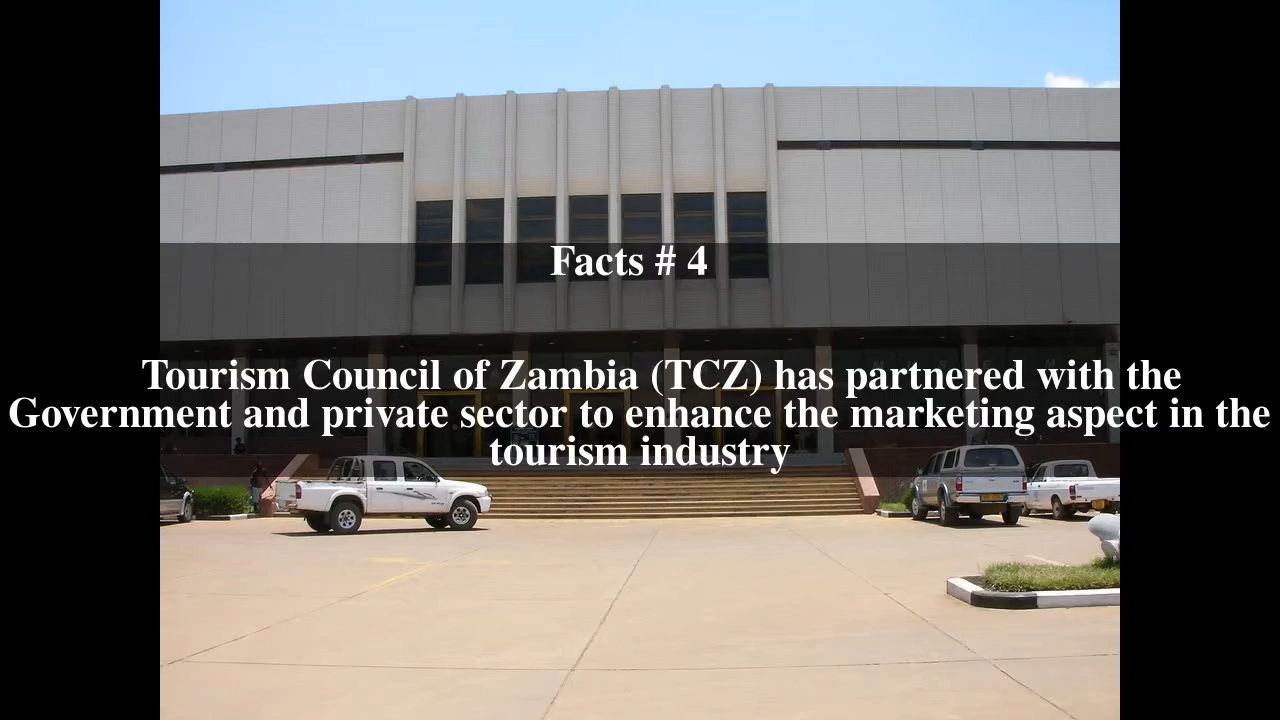 Facts # 4
Tourism Council of Zambia (TCZ) has partnered with the
Government and private sector to enhance the marketing aspect in the
tourism industry